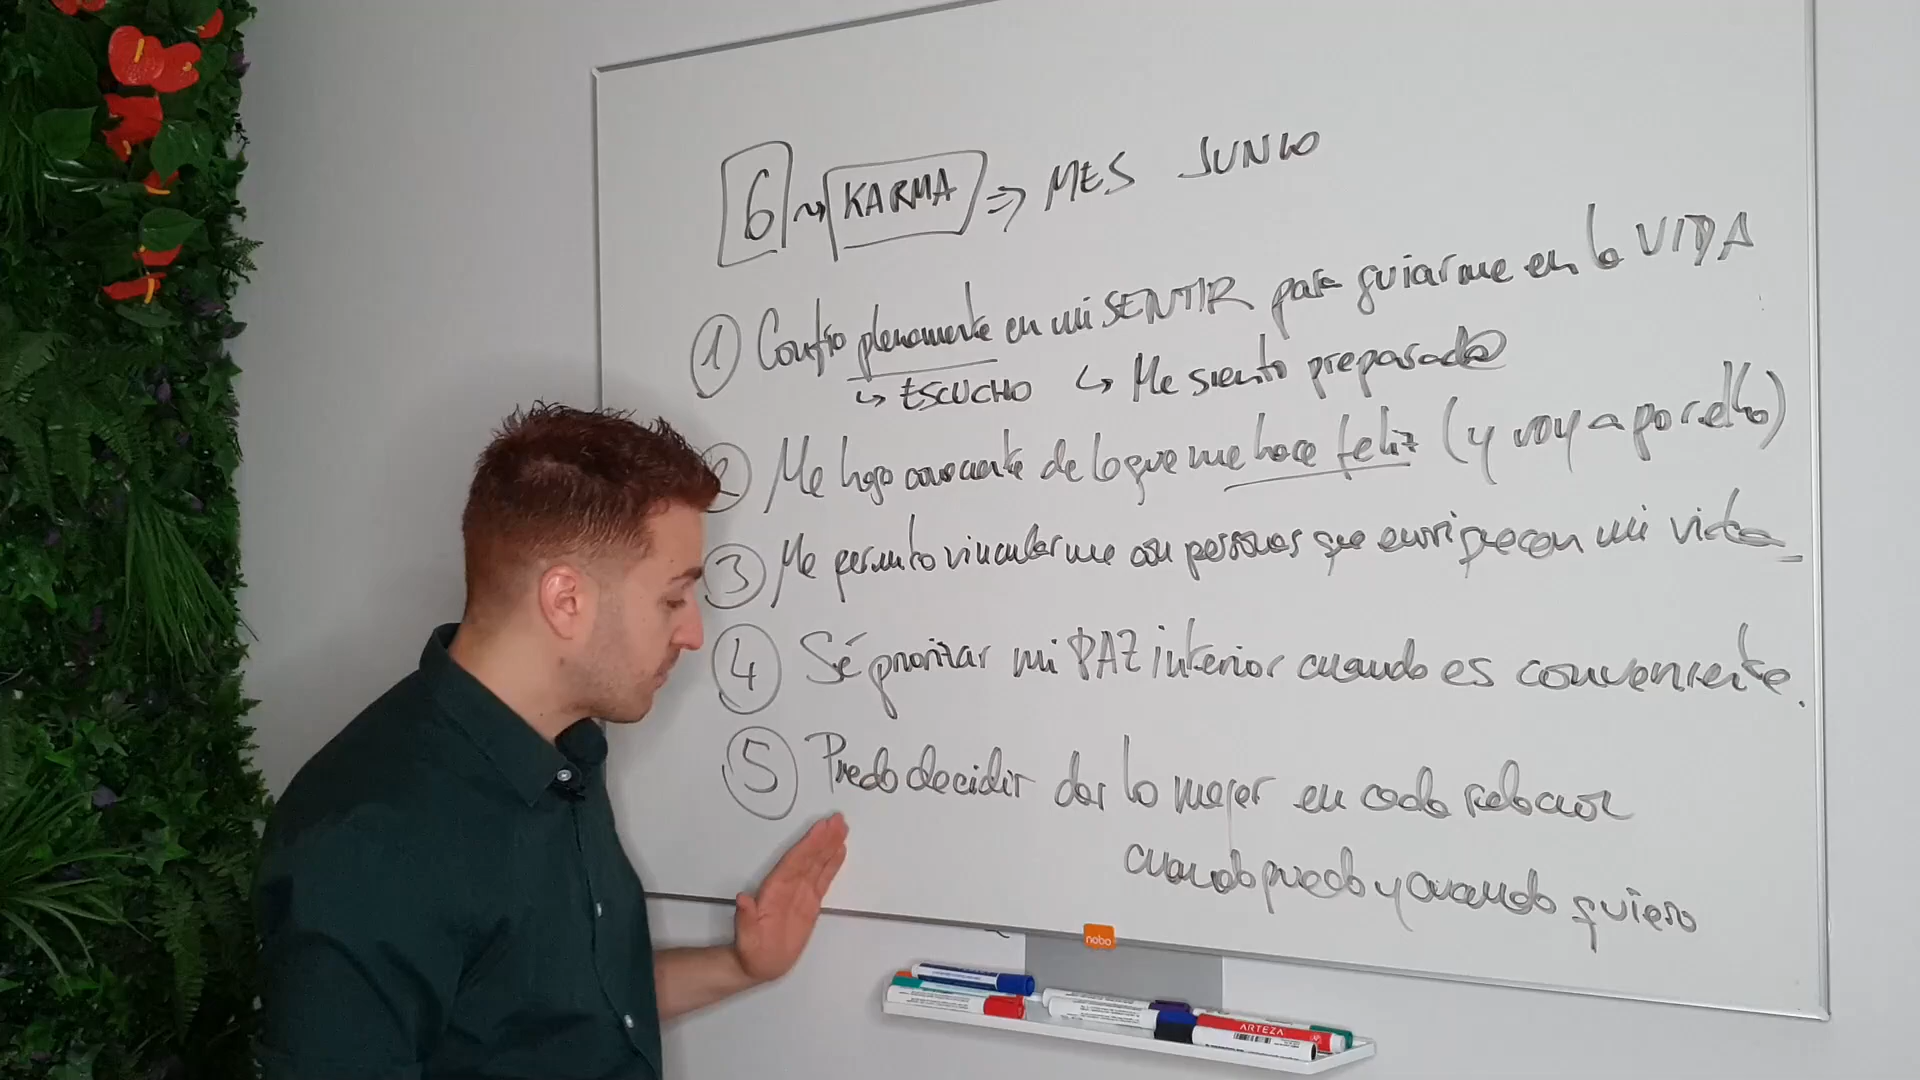 6 → KARMA ⇒ MES JUNIO
1 Confío plenamente en mi SENTIR para guiarme en la VIDA
↳ ESCUCHO ↳ Me siento preparado
2 Me hago consciente de lo que me hace feliz (y voy a por ello)
3 Me permito vincularme con personas que enriquecen mi vida
4 Sé priorizar mi PAZ interior cuando es conveniente.
5 Puedo decidir dar lo mejor en cada relación
cuando puedo y cuando quiero
nobo
ARTEZA